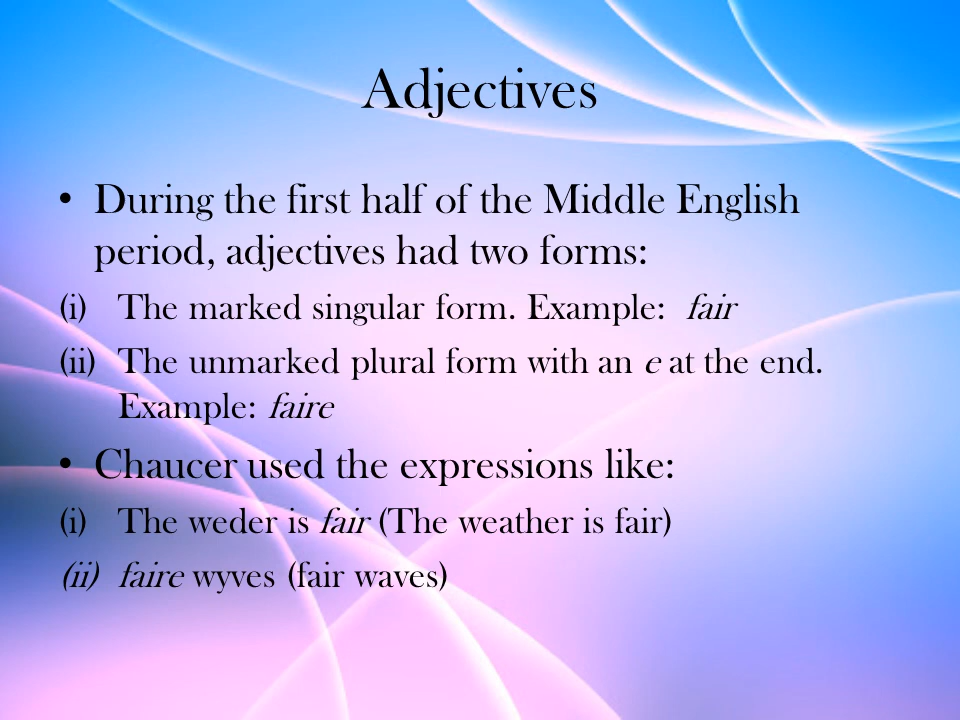 Adjectives
• During the first half of the Middle English
period, adjectives had two forms:
(i) The marked singular form. Example: fair
(ii) The unmarked plural form with an e at the end.
Example: faire
• Chaucer used the expressions like:
(i) The weder is fair (The weather is fair)
(ii) faire wyves (fair waves)